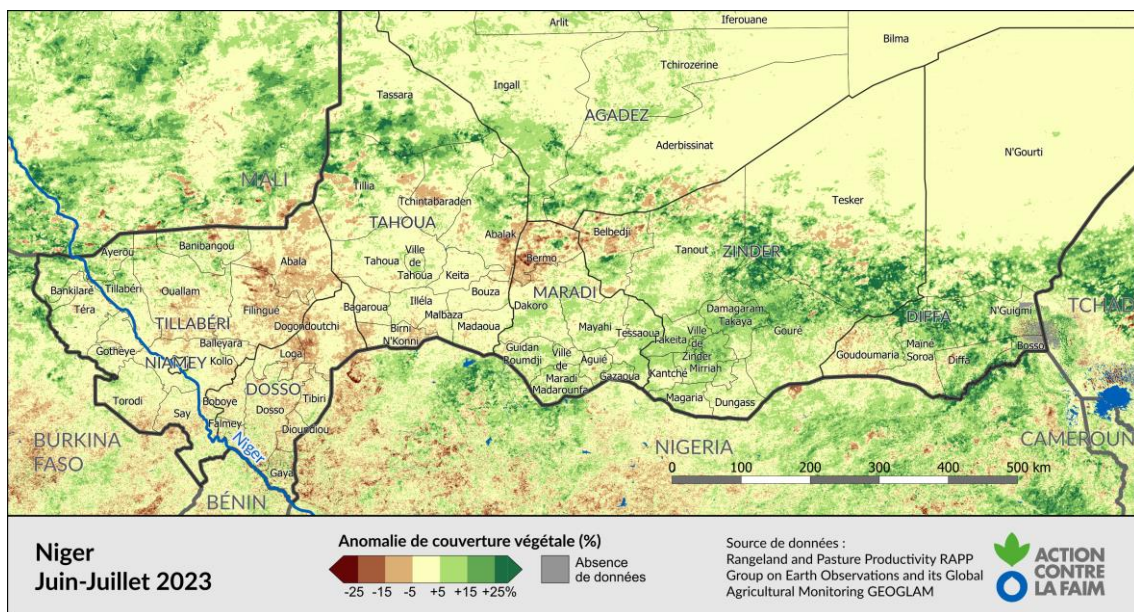 Arlit
Iferouane
Bilma
Tchirozerine
Ingall
Tassara
AGADEZ
Aderbissinat
N'Gourti
MALI
Tillia
Tchintabaraden
Tesker
TAHOUA
Abalak
Belbedji
Tanout
ZINDER
Ayerou
Banibangou
Abala
Ville
de
Tahoua
Tahoua
Keita
Bermo
MARADI
TCHAD
Bankilaré
Tillabéri
Ouallam
Téra
Filingué
Bagaroua
Illéla
Bouza
Dakoro
Malbaza
Damagaram
Takaya
Gouré
DIFFA
N'Guigmi
TILLABÉRI
Dogondoutchi
Birni
N'Konni
Madaoua
Mayahi
Tessaoua
Takeita
Ville
de
Zinder
Mirriah
Goudoumaria
Mainé
Soroa
Diffa
Bosso
Gotheye
Balleyara
NIAMEY
Kollo
Loga
Guidan
Roumdji
Ville
de
Maradi
Madarounfa
Aguié
Gazaoua
Kantché
Magaria
Dungass
Torodi
Say
Boboye
DOSSO
Dosso
Tibiri
Falmey
Dioundiou
BURKINA
FASO
Niger
Gaya
BÉNIN
NIGERIA
CAMEROUN
0 100 200 300 400 500 km
Niger
Juin-Juillet 2023
Anomalie de couverture végétale (%)
-25 -15 -5 +5 +15 +25%
Absence
de données
Source de données :
Rangeland and Pasture Productivity RAPP
Group on Earth Observations and its Global
Agricultural Monitoring GEOGLAM
ACTION
CONTRE
LA FAIM